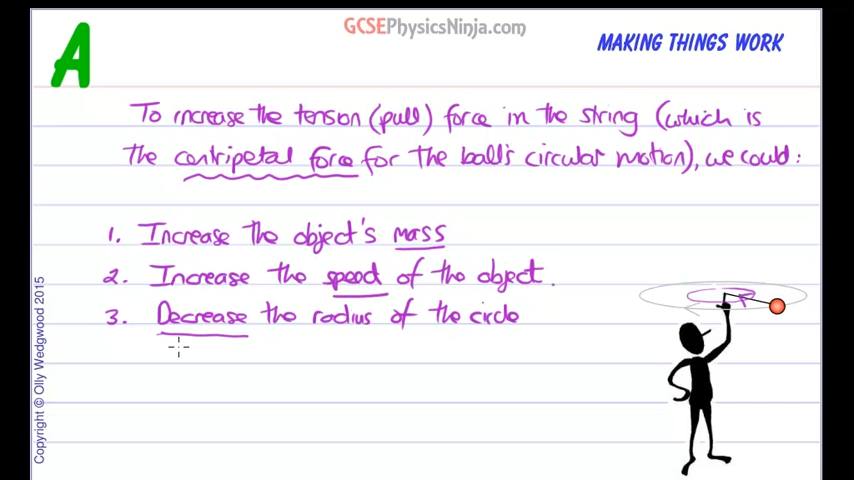 A
GCSEPhysicsNinja.com
MAKING THINGS WORK
To increase the tension (pull) force in the string (which is
the centripetal force for the ball's circular motion), we could:
1. Increase the object's mass
2. Increase the speed of the object.
3. Decrease the radius of the circle
Copyright © Olly Wedgwood 2015